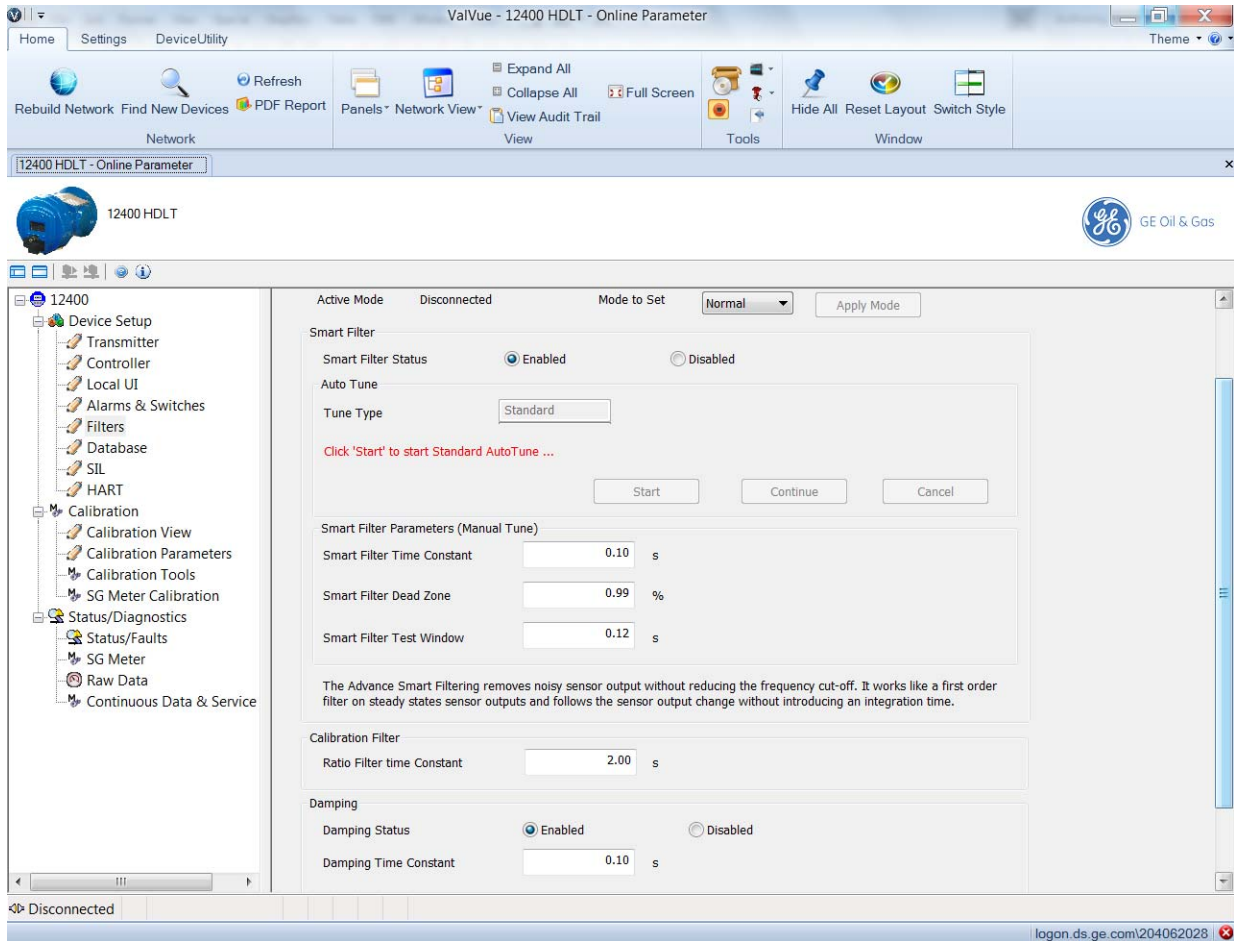 ValVue - 12400 HDLT - Online Parameter
Home Settings DeviceUtility Theme
Rebuild Network Find New Devices
Refresh
PDF Report
Network
Panels Network View
Expand All
Collapse All
View Audit Trail
Full Screen
View
Tools
Hide All Reset Layout Switch Style
Window
12400 HDLT - Online Parameter
12400 HDLT
GE Oil & Gas
12400
Device Setup
Transmitter
Controller
Local UI
Alarms & Switches
Filters
Database
SIL
HART
Calibration
Calibration View
Calibration Parameters
Calibration Tools
SG Meter Calibration
Status/Diagnostics
Status/Faults
SG Meter
Raw Data
Continuous Data & Service
Active Mode Disconnected Mode to Set Normal Apply Mode
Smart Filter
Smart Filter Status Enabled Disabled
Auto Tune
Tune Type Standard
Click 'Start' to start Standard AutoTune ...
Start Continue Cancel
Smart Filter Parameters (Manual Tune)
Smart Filter Time Constant 0.10 s
Smart Filter Dead Zone 0.99 %
Smart Filter Test Window 0.12 s
The Advance Smart Filtering removes noisy sensor output without reducing the frequency cut-off. It works like a first order
filter on steady states sensor outputs and follows the sensor output change without introducing an integration time.
Calibration Filter
Ratio Filter time Constant 2.00 s
Damping
Damping Status Enabled Disabled
Damping Time Constant 0.10 s
Disconnected
logon.ds.ge.com\204062028